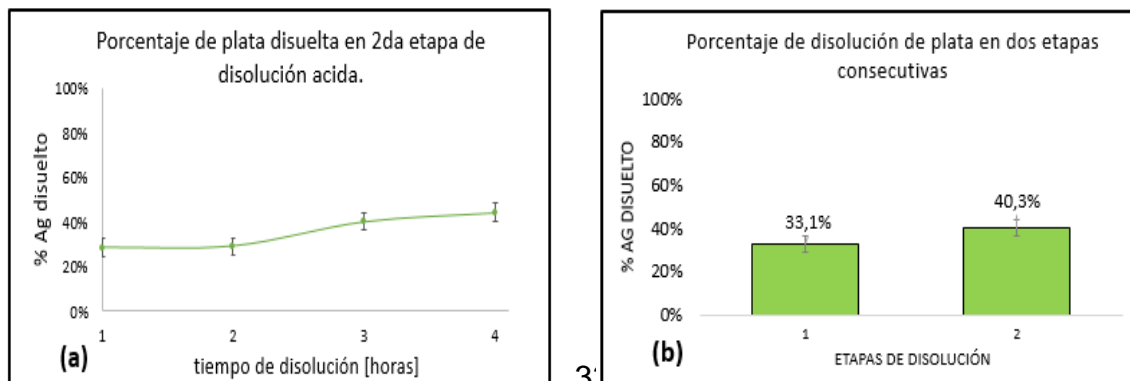 Porcentaje de plata disuelta en 2da etapa de
disolución acida.
% Ag disuelto
100%
80%
60%
40%
20%
0%
1 2 3 4
tiempo de disolución [horas]
(a)
Porcentaje de disolución de plata en dos etapas
consecutivas
% AG DISUELTO
100%
80%
60%
40%
20%
0%
33,1%
40,3%
1 2
ETAPAS DE DISOLUCIÓN
(b)